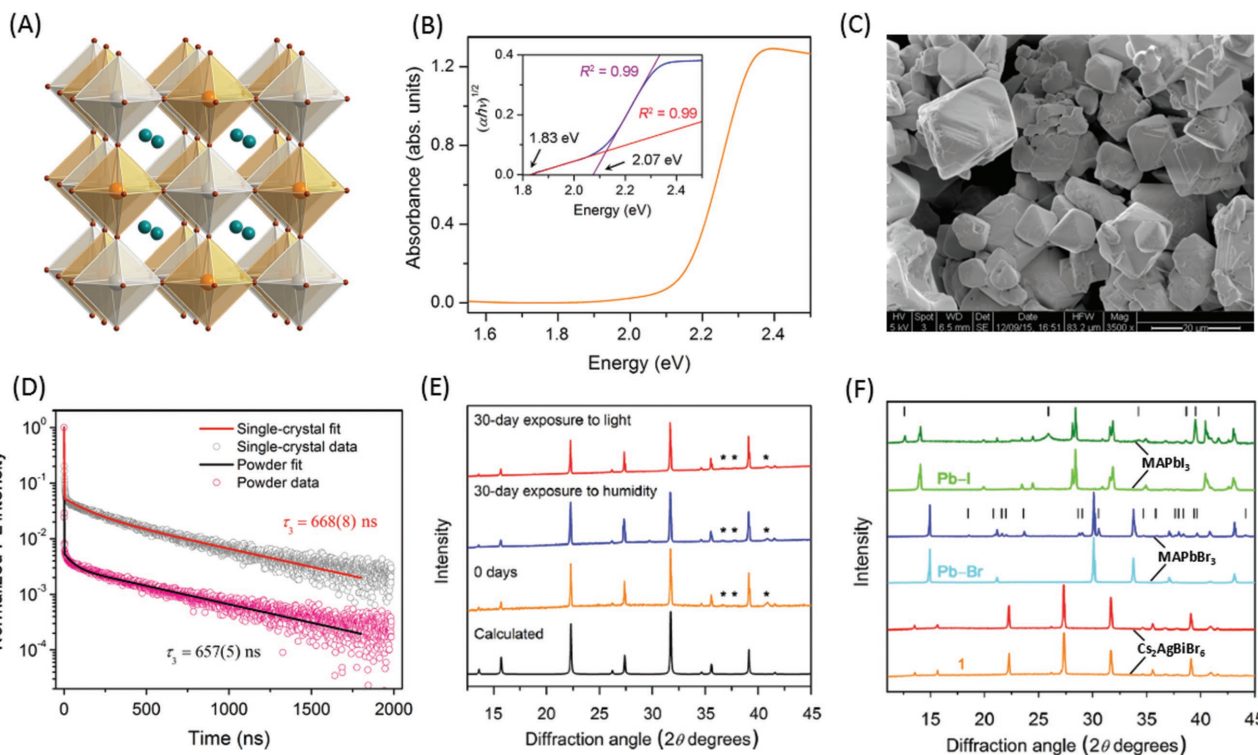 (A)
(B)
Absorbance (abs. units)
1.2
0.8
0.4
0.0
1.6
1.8
2.0
2.2
2.4
Energy (eV)
(αhν)1/2
0.4
0.2
0.0
1.8
2.0
2.2
2.4
Energy (eV)
R² = 0.99
R² = 0.99
1.83 eV
2.07 eV
(C)
HV
Spot
WD
Det
Date
HFW
Mag
5 kV
3
6.5 mm
SE
12/09/15, 16:51
83.2 μm
3500x
20 μm
(D)
Intensity
10⁰
10⁻¹
10⁻²
10⁻³
10⁻⁴
Single-crystal fit
Single-crystal data
Powder fit
Powder data
τ₃ = 668(8) ns
τ₃ = 657(5) ns
0
500
1000
1500
2000
Time (ns)
(E)
Intensity
30-day exposure to light
* * *
30-day exposure to humidity
* * *
0 days
* * *
Calculated
15
20
25
30
35
40
45
Diffraction angle (2θ degrees)
(F)
Intensity
MAPbI₃
Pb–I
MAPbBr₃
Pb–Br
Cs₂AgBiBr₆
1
15
20
25
30
35
40
45
Diffraction angle (2θ degrees)